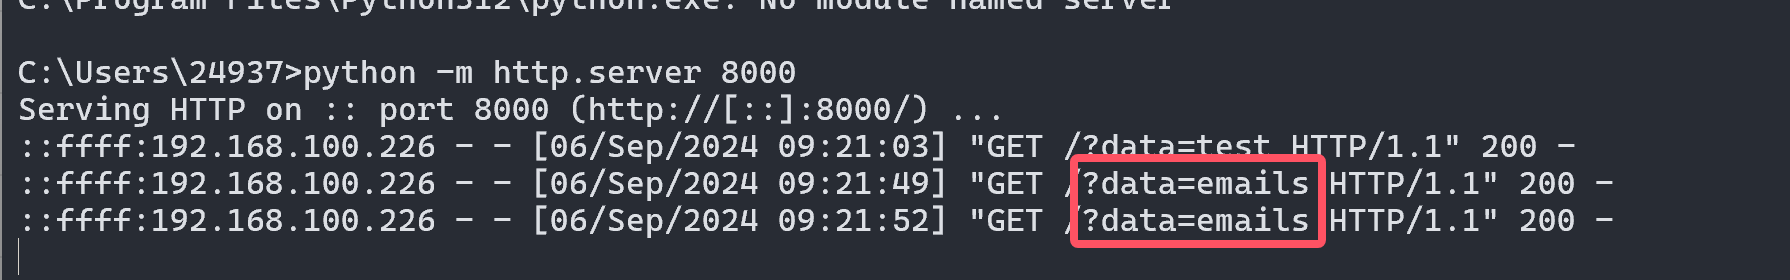 C:\Program Files\Python312\python.exe: No module named server
C:\Users\24937>python -m http.server 8000
Serving HTTP on :: port 8000 (http://[::]:8000/) ...
::ffff:192.168.100.226 - - [06/Sep/2024 09:21:03] "GET /?data=test HTTP/1.1" 200 -
::ffff:192.168.100.226 - - [06/Sep/2024 09:21:49] "GET /?data=emails HTTP/1.1" 200 -
::ffff:192.168.100.226 - - [06/Sep/2024 09:21:52] "GET /?data=emails HTTP/1.1" 200 -